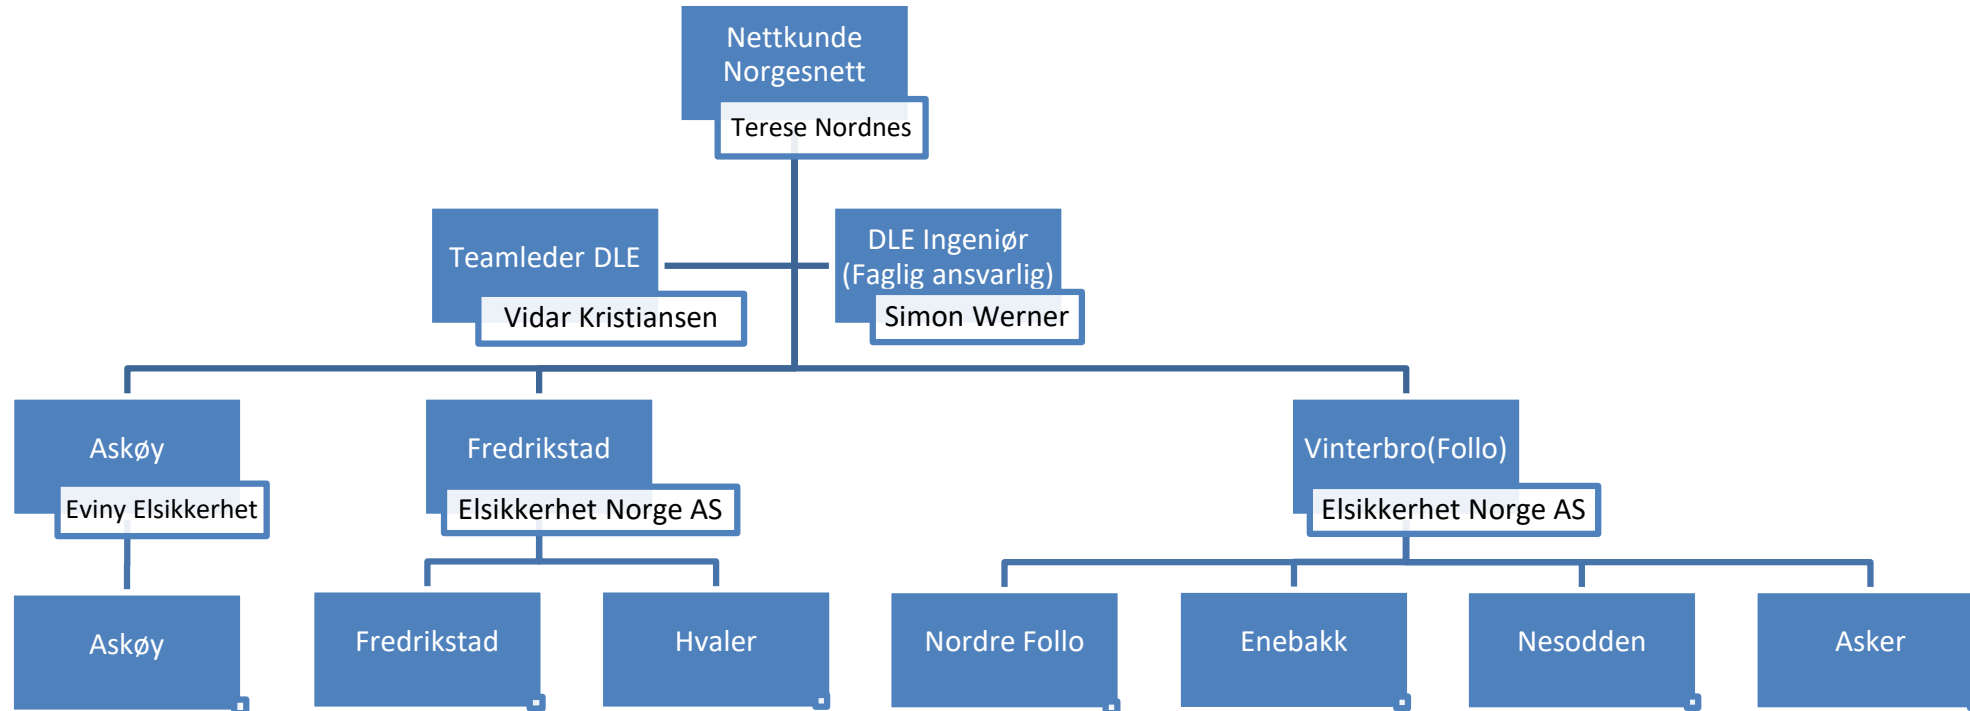 Nettkunde
Norgesnett
Terese Nordnes
Teamleder DLE
Vidar Kristiansen
DLE Ingeniør
(Faglig ansvarlig)
Simon Werner
Askøy
Eviny Elsikkerhet
Fredrikstad
Elsikkerhet Norge AS
Vinterbro(Follo)
Elsikkerhet Norge AS
Askøy
Fredrikstad
Hvaler
Nordre Follo
Enebakk
Nesodden
Asker